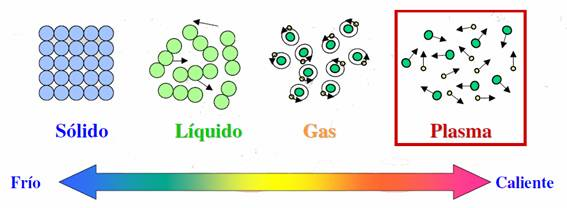 Sólido
Líquido
Gas
Plasma
Frío
Caliente